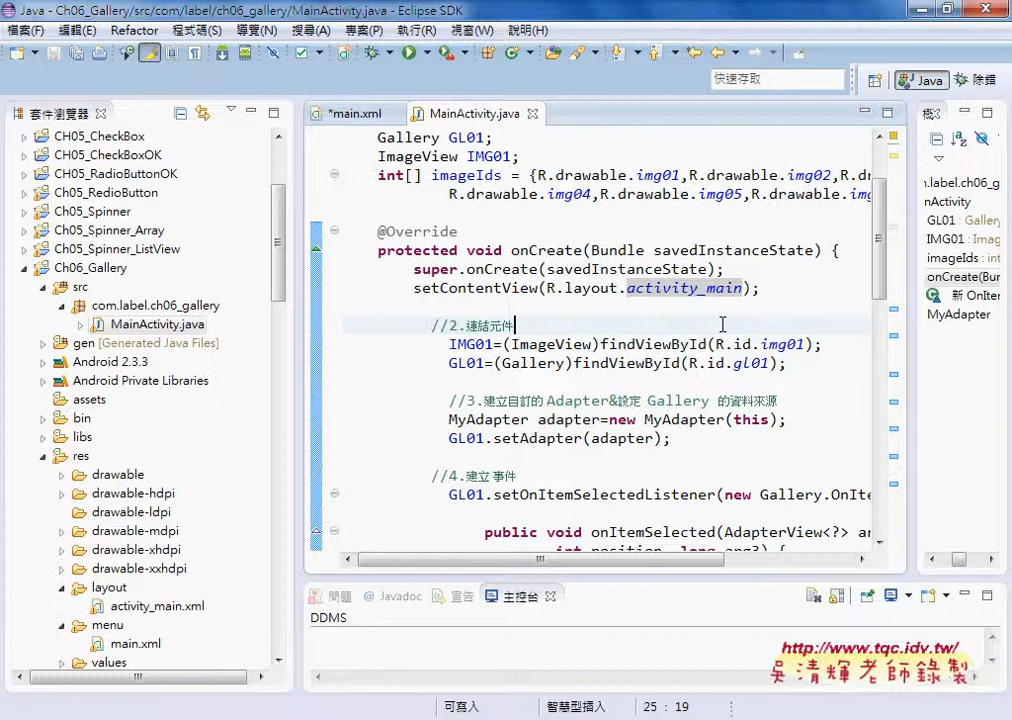 Java - Ch06_Gallery/src/com/label/ch06_gallery/MainActivity.java - Eclipse SDK
檔案(F) 編輯(E) Refactor 程式碼(S) 導覽(N) 搜尋(A) 專案(P) 執行(R) 視窗(W) 說明(H)
快速存取 Java 除錯
套件瀏覽器
CH05_CheckBox
CH05_CheckBoxOK
CH05_RadioButtonOK
Ch05_RedioButton
Ch05_Spinner
Ch05_Spinner_Array
Ch05_Spinner_ListView
Ch06_Gallery
src
com.label.ch06_gallery
MainActivity.java
gen [Generated Java Files]
Android 2.3.3
Android Private Libraries
assets
bin
libs
res
drawable
drawable-hdpi
drawable-ldpi
drawable-mdpi
drawable-xhdpi
drawable-xxhdpi
layout
activity_main.xml
menu
main.xml
values
*main.xml MainActivity.java
Gallery GL01;
ImageView IMG01;
int[] imageIds = {R.drawable.img01,R.drawable.img02,R.dr
R.drawable.img04,R.drawable.img05,R.drawable.img
@Override
protected void onCreate(Bundle savedInstanceState) {
super.onCreate(savedInstanceState);
setContentView(R.layout.activity_main);
//2.連結元件
IMG01=(ImageView)findViewById(R.id.img01);
GL01=(Gallery)findViewById(R.id.gl01);
//3.建立自訂的 Adapter&設定 Gallery 的資料來源
MyAdapter adapter=new MyAdapter(this);
GL01.setAdapter(adapter);
//4.建立 事件
GL01.setOnItemSelectedListener(new Gallery.OnIte
public void onItemSelected(AdapterView<?> ar
int position, long arg3) {
概
n.label.ch06_g
nActivity
GL01 : Gallery
IMG01 : Imag
imageIds : int
onCreate(Bur
新 OnIter
MyAdapter
問題 @ Javadoc 宣告 主控台
DDMS
http://www.tqc.idv.tw/
吳清輝老師錄製
可寫入 智慧型插入 25 : 19